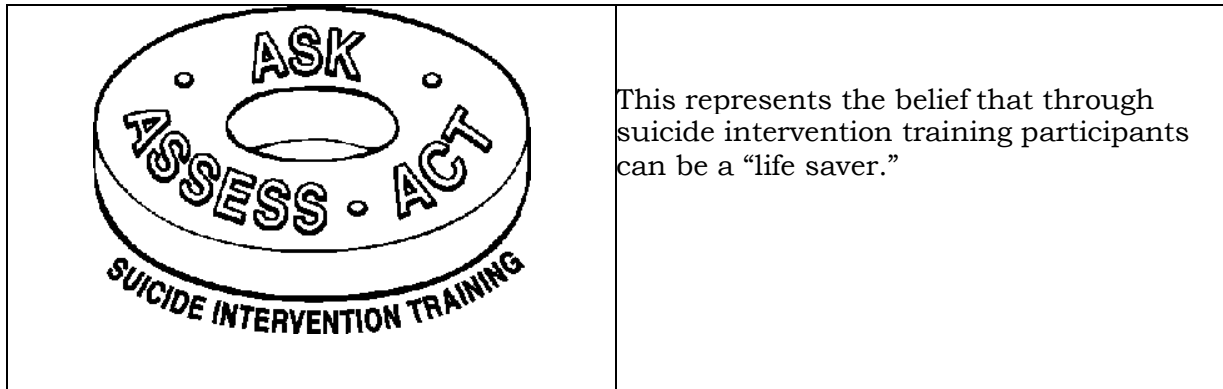 ASK
ASSESS • ACT
SUICIDE INTERVENTION TRAINING
This represents the belief that through
suicide intervention training participants
can be a “life saver.”